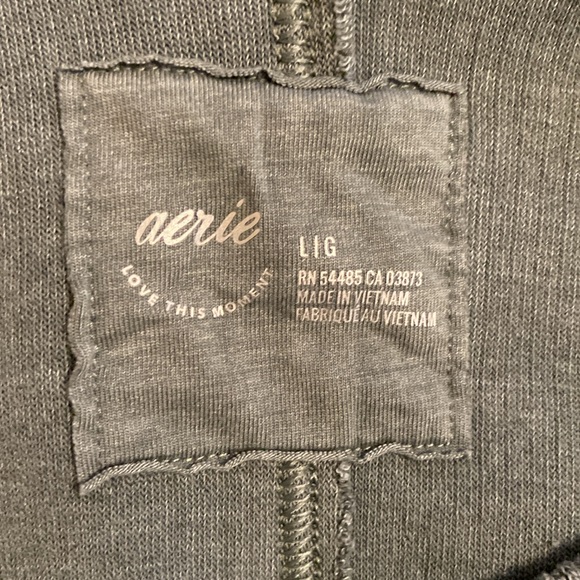 aerie
LOVE THIS MOMENT
L|G
RN 54485 CA 03873
MADE IN VIETNAM
FABRIQUÉ AU VIETNAM